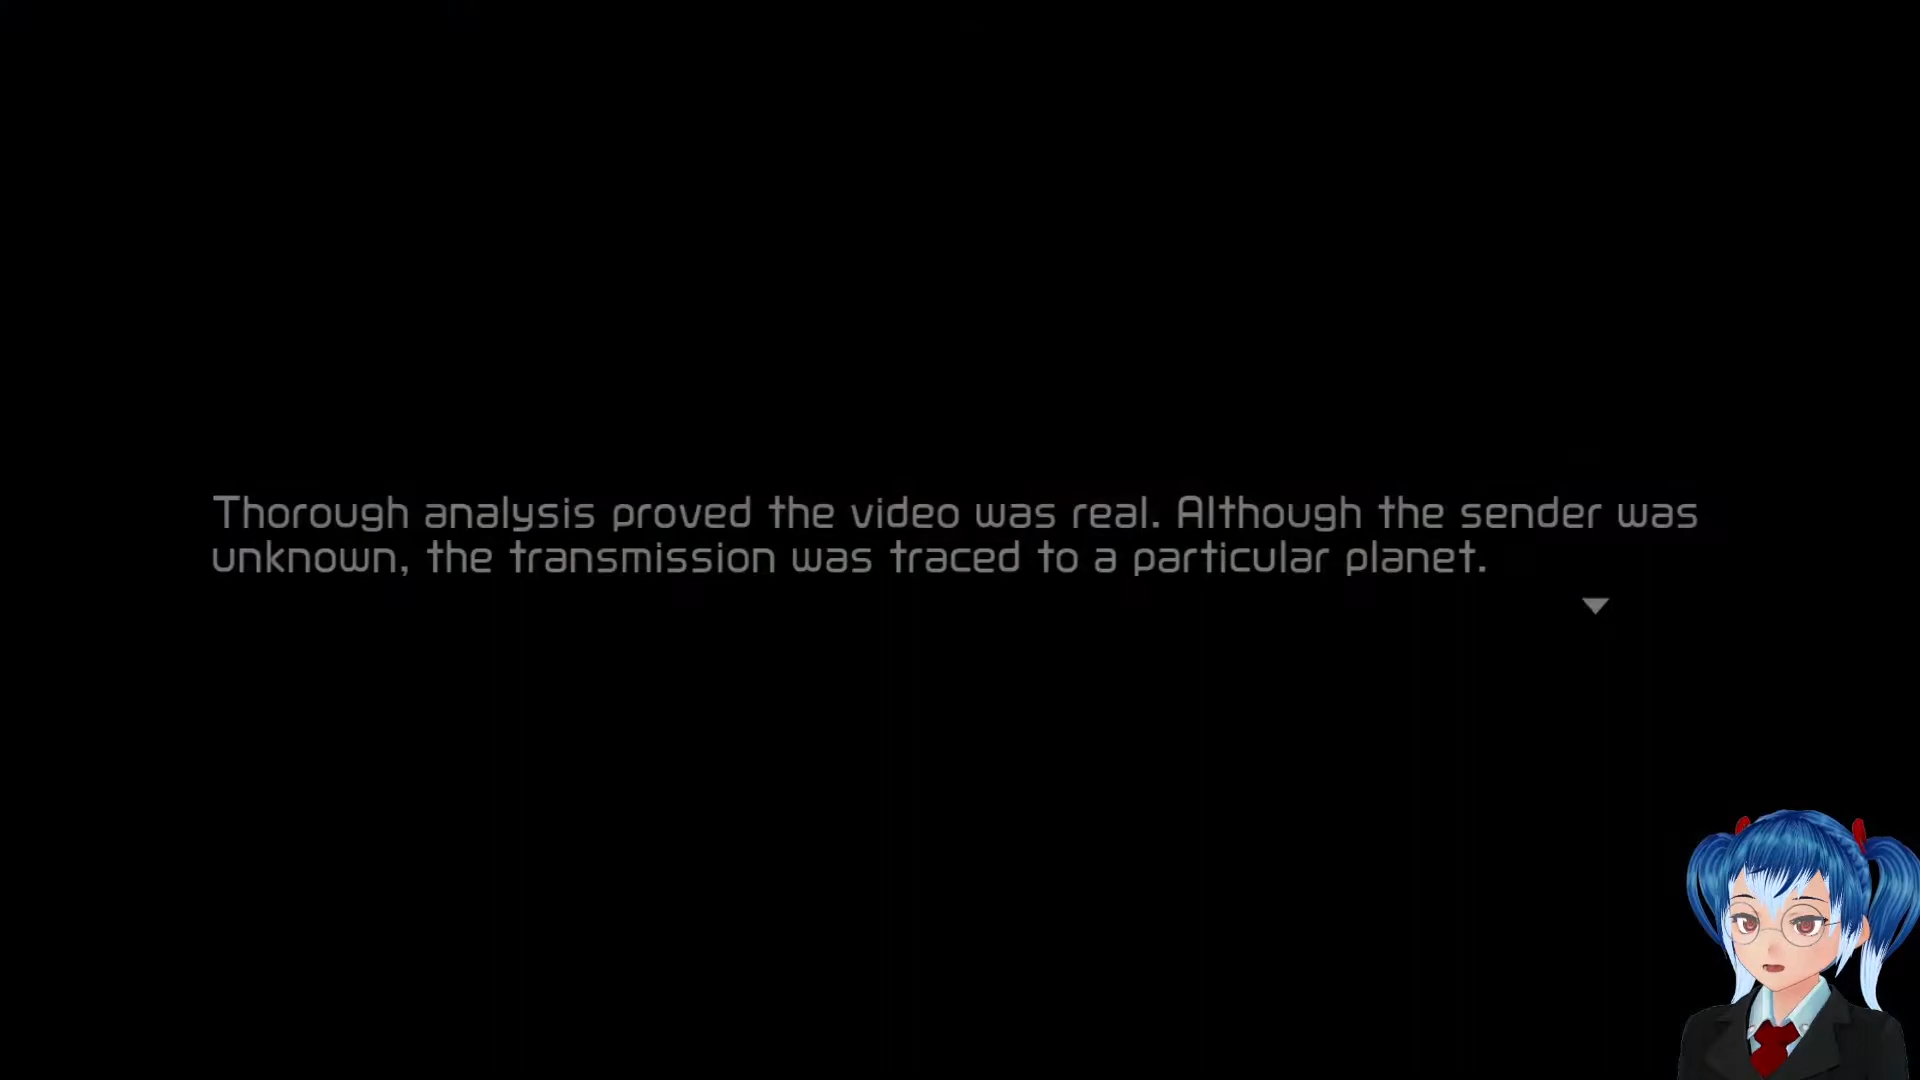 Thorough analysis proved the video was real. Although the sender was
unknown, the transmission was traced to a particular planet.